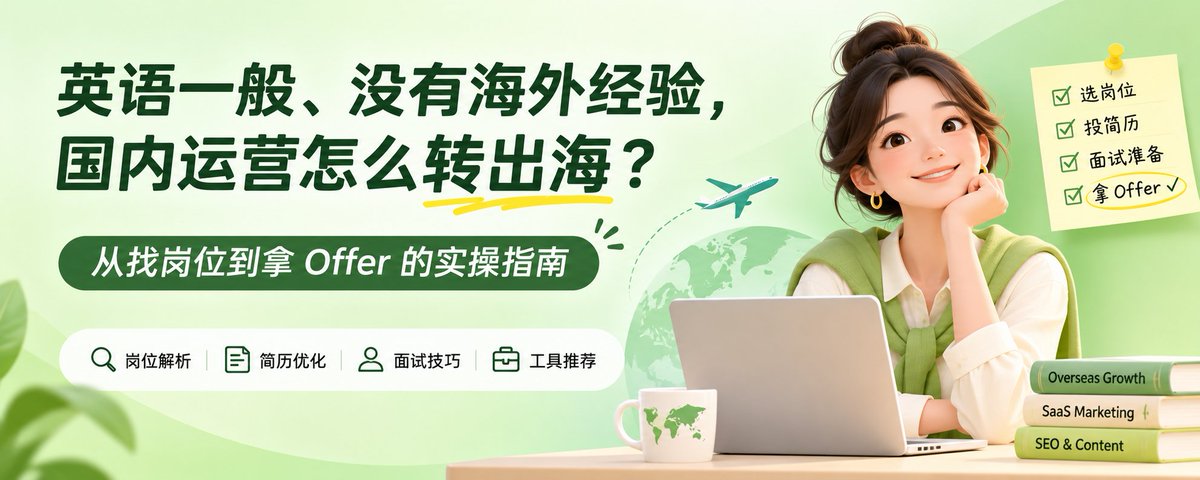 英语一般、没有海外经验，
国内运营怎么转出海？
从找岗位到拿 Offer 的实操指南
岗位解析
简历优化
面试技巧
工具推荐
选岗位
投简历
面试准备
拿 Offer ✓
Overseas Growth
SaaS Marketing
SEO & Content